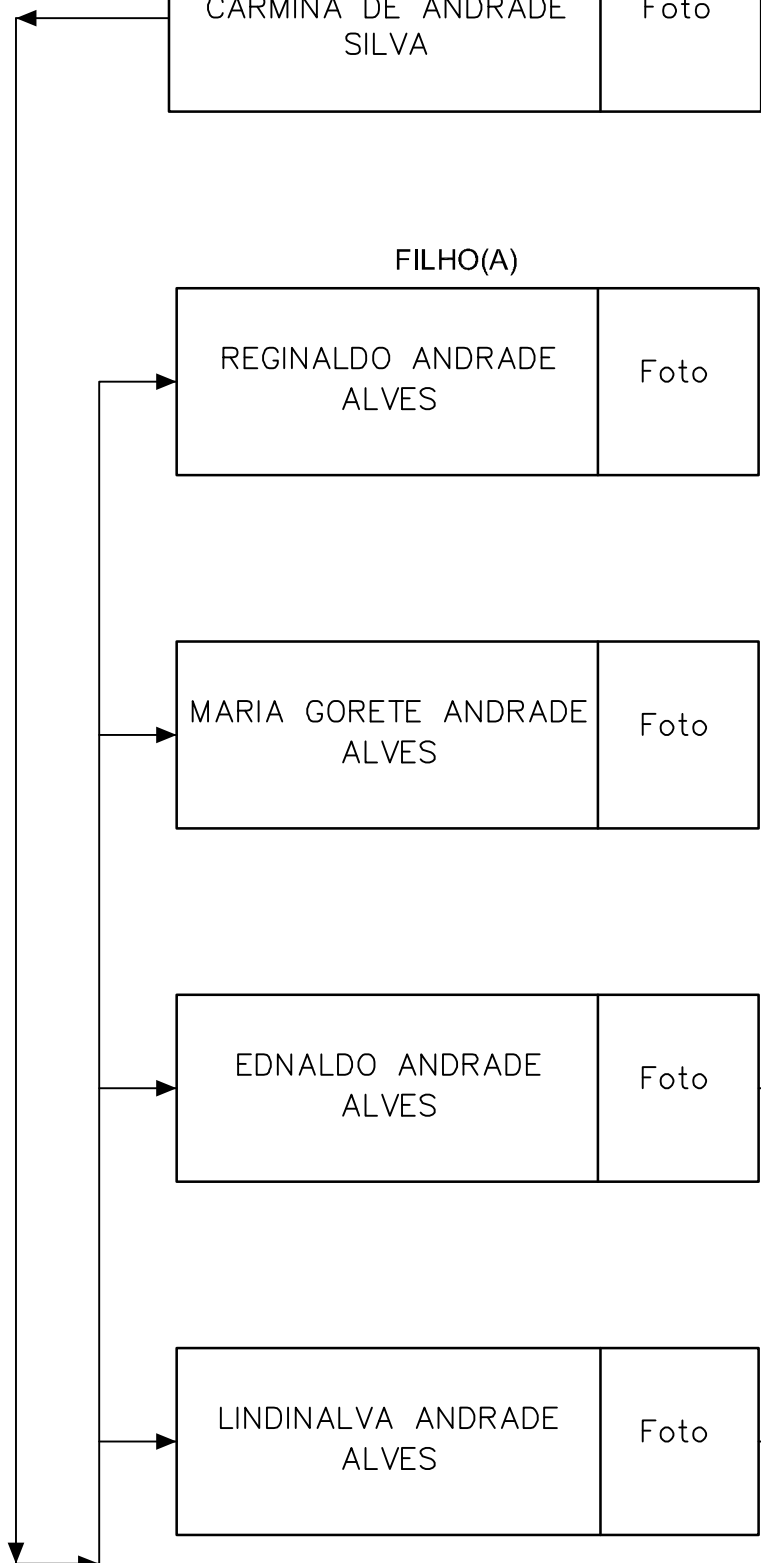 CARMINA DE ANDRADE
Foto
SILVA
FILHO(A)
REGINALDO ANDRADE
ALVES
Foto
MARIA GORETE ANDRADE
ALVES
Foto
EDNALDO ANDRADE
ALVES
Foto
LINDINALVA ANDRADE
ALVES
Foto